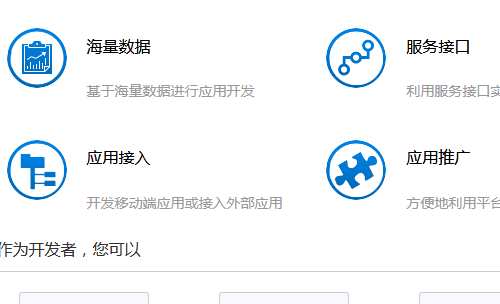 海量数据
基于海量数据进行应用开发
服务接口
利用服务接口实
应用接入
开发移动端应用或接入外部应用
应用推广
方便地利用平台
作为开发者，您可以